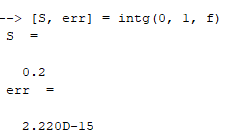 --> [S, err] = intg(0, 1, f)
S  =
0.2
err  =
2.220D-15